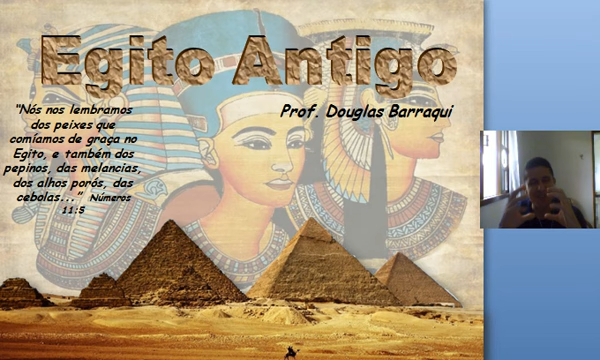 Egito Antigo
Prof. Douglas Barraqui
"Nós nos lembramos
dos peixes que
comíamos de graça no
Egito, e também dos
pepinos, das melancias,
dos alhos porós, das
cebolas..." Números
11:5